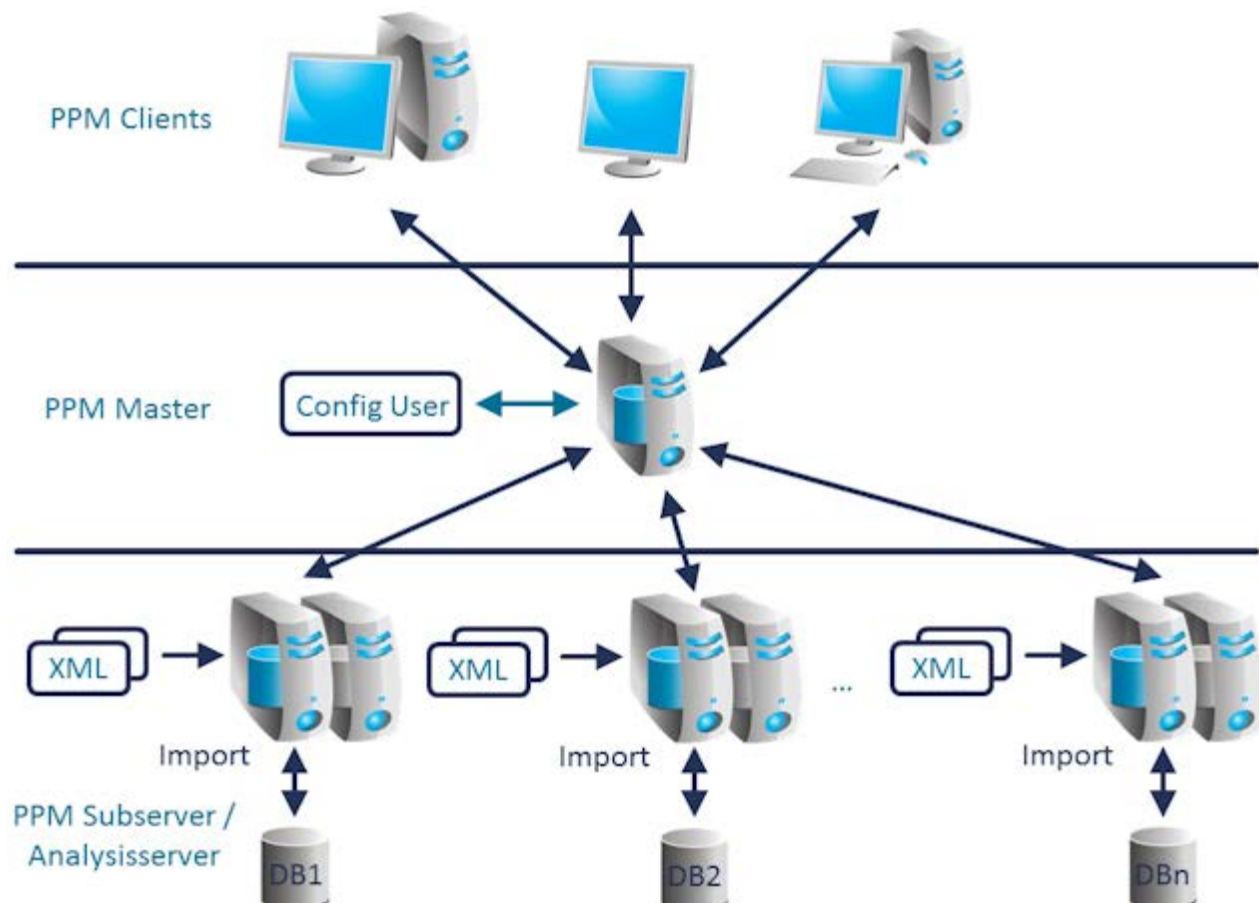 PPM Clients
PPM Master
Config User
XML
XML
...
XML
Import
Import
Import
PPM Subserver /
Analysisserver
DB1
DB2
DBn